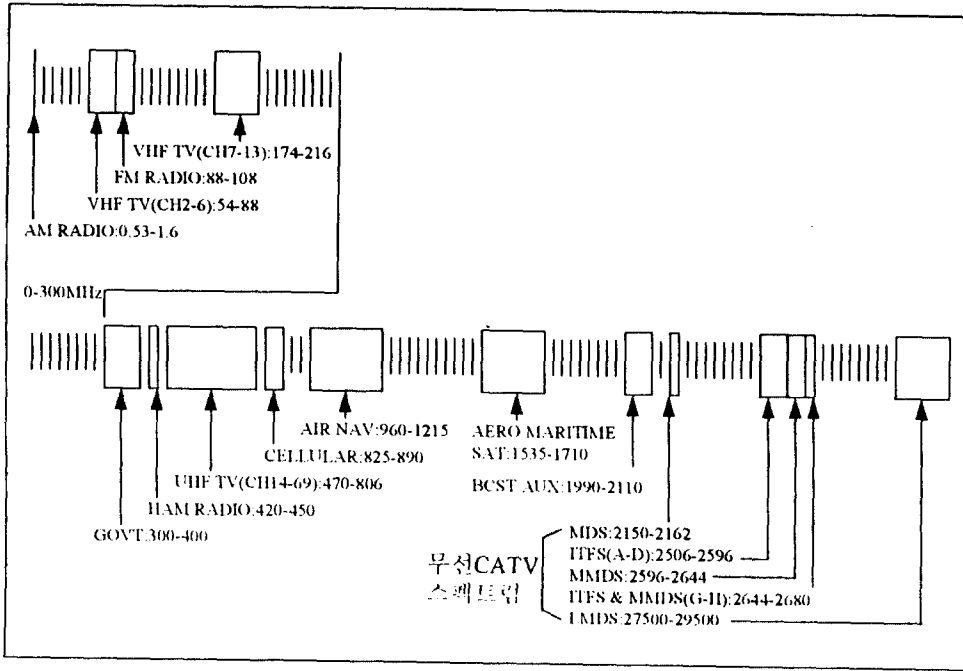 VHF TV(CH7-13):174-216
FM RADIO:88-108
VHF TV(CH2-6):54-88
AM RADIO:0.53-1.6
0-300MHz
AIR NAV:960-1215
CELLULAR:825-890
UHF TV(CH14-69):470-806
HAM RADIO:420-450
GOVT:300-400
AERO MARITIME
SAT:1535-1710
BCST AUX:1990-2110
무선CATV
스펙트럼
MDS:2150-2162
ITFS(A-D):2506-2596
MMDS:2596-2644
ITFS & MMDS(G-H):2644-2680
LMDS:27500-29500